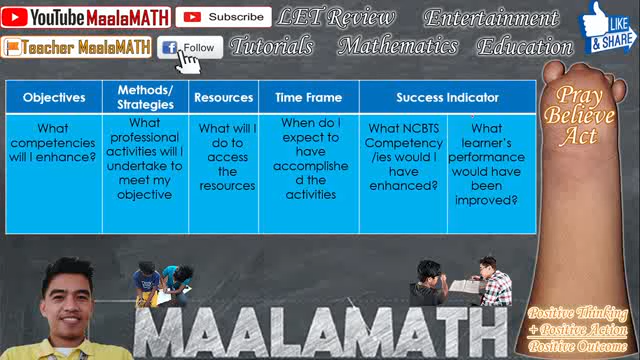 YouTube MaalaMATH
Subscribe
LET Review
Entertainment
LIKE
& SHARE
Teacher MaalaMATH
Follow
Tutorials
Mathematics
Education
Objectives
Methods/
Strategies
Resources
Time Frame
Success Indicator
What
competencies
will I enhance?
What
professional
activities will I
undertake to
meet my
objective
What will I
do to
access
the
resources
When do I
expect to
have
accomplishe
d the
activities
What NCBTS
Competency
/ies would I
have
enhanced?
What
learner's
performance
would have
been
improved?
Pray
Believe
Act
Positive Thinking
+ Positive Action
Positive Outcome
MAALAMATH